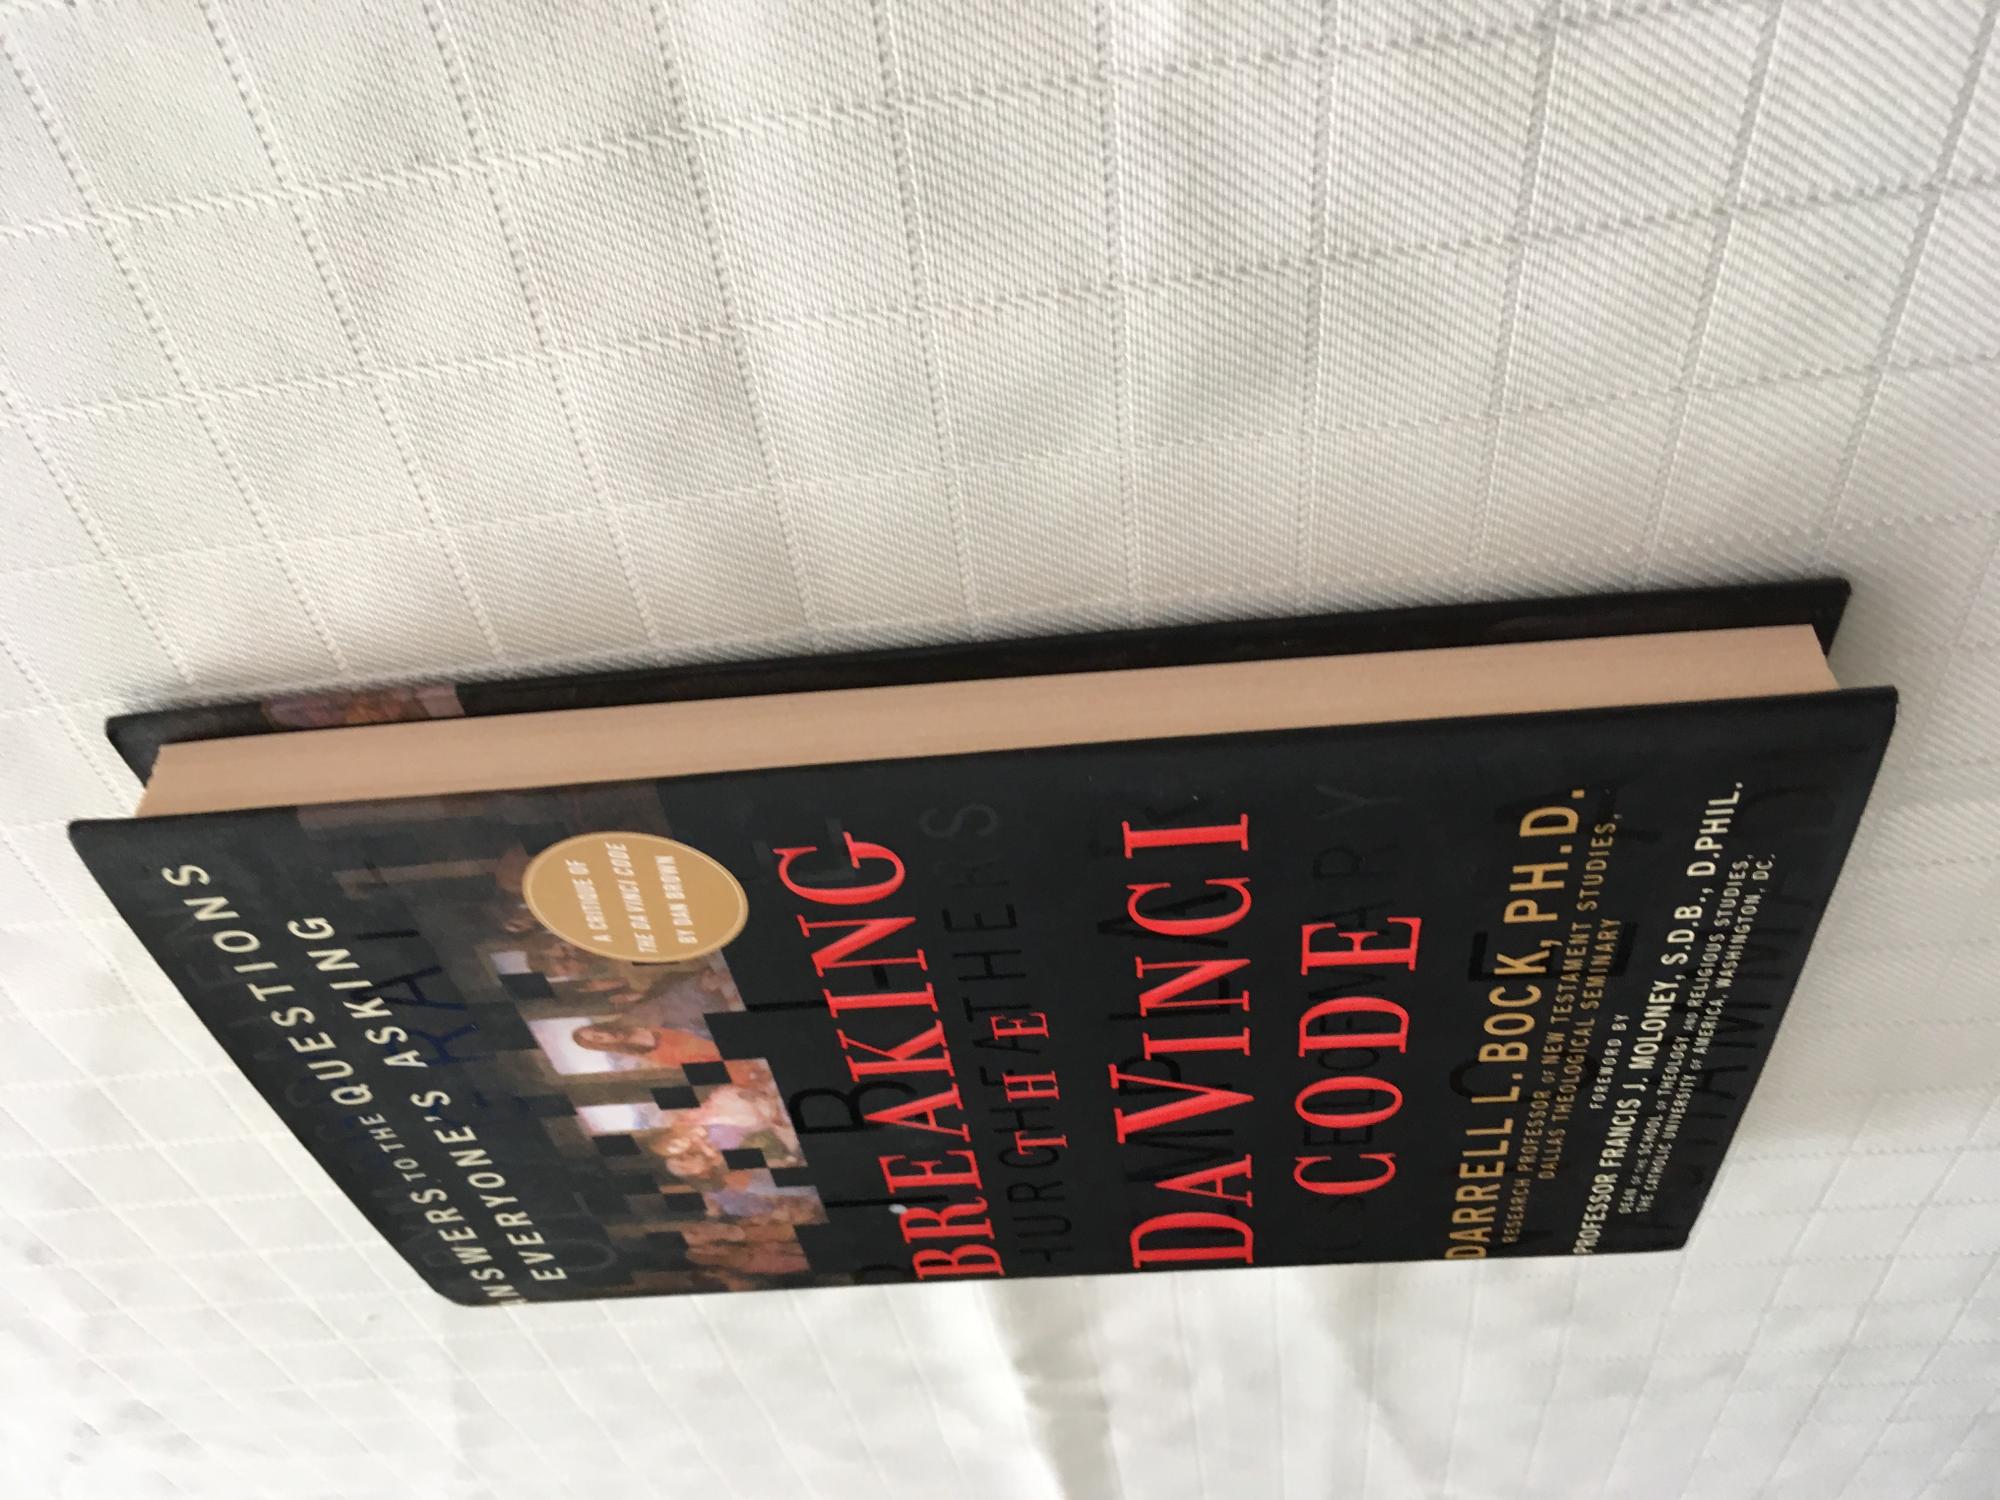 ANSWERS TO THE QUESTIONS
EVERYONE'S ASKING
A CRITIQUE OF
THE DA VINCI CODE
BY DAN BROWN
BREAKING
THE
DA VINCI
CODE
DARRELL L. BOCK, PH.D.
RESEARCH PROFESSOR OF NEW TESTAMENT STUDIES,
DALLAS THEOLOGICAL SEMINARY
FOREWORD BY
PROFESSOR FRANCIS J. MOLONEY, S.D.B., D.PHIL.
DEAN OF THE SCHOOL OF THEOLOGY AND RELIGIOUS STUDIES,
THE CATHOLIC UNIVERSITY OF AMERICA, WASHINGTON, DC.